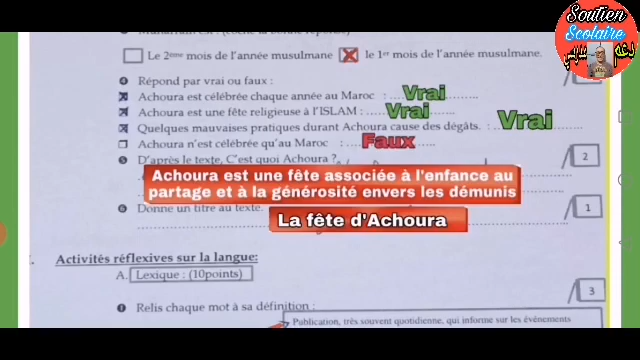 Soutien
Scolaire
Le 2ème mois de l'année musulmane le 1er mois de l'année musulmane.
4 Répond par vrai ou faux :
Achoura est célébrée chaque année au Maroc : Vrai
Achoura est une fête religieuse à l'ISLAM : Vrai
Quelques mauvaises pratiques durant Achoura cause des dégâts. : Vrai
Achoura n'est célébrée qu'au Maroc : Faux
5 D'après le texte, C'est quoi Achoura ?
2
Achoura est une fête associée à l'enfance au
partage et à la générosité envers les démunis
6 Donne un titre au texte.
1
La fête d'Achoura
Activités réflexives sur la langue:
A. Lexique : (10points)
3
1 Relis chaque mot à sa définition :
Publication, très souvent quotidienne, qui informe sur les événements